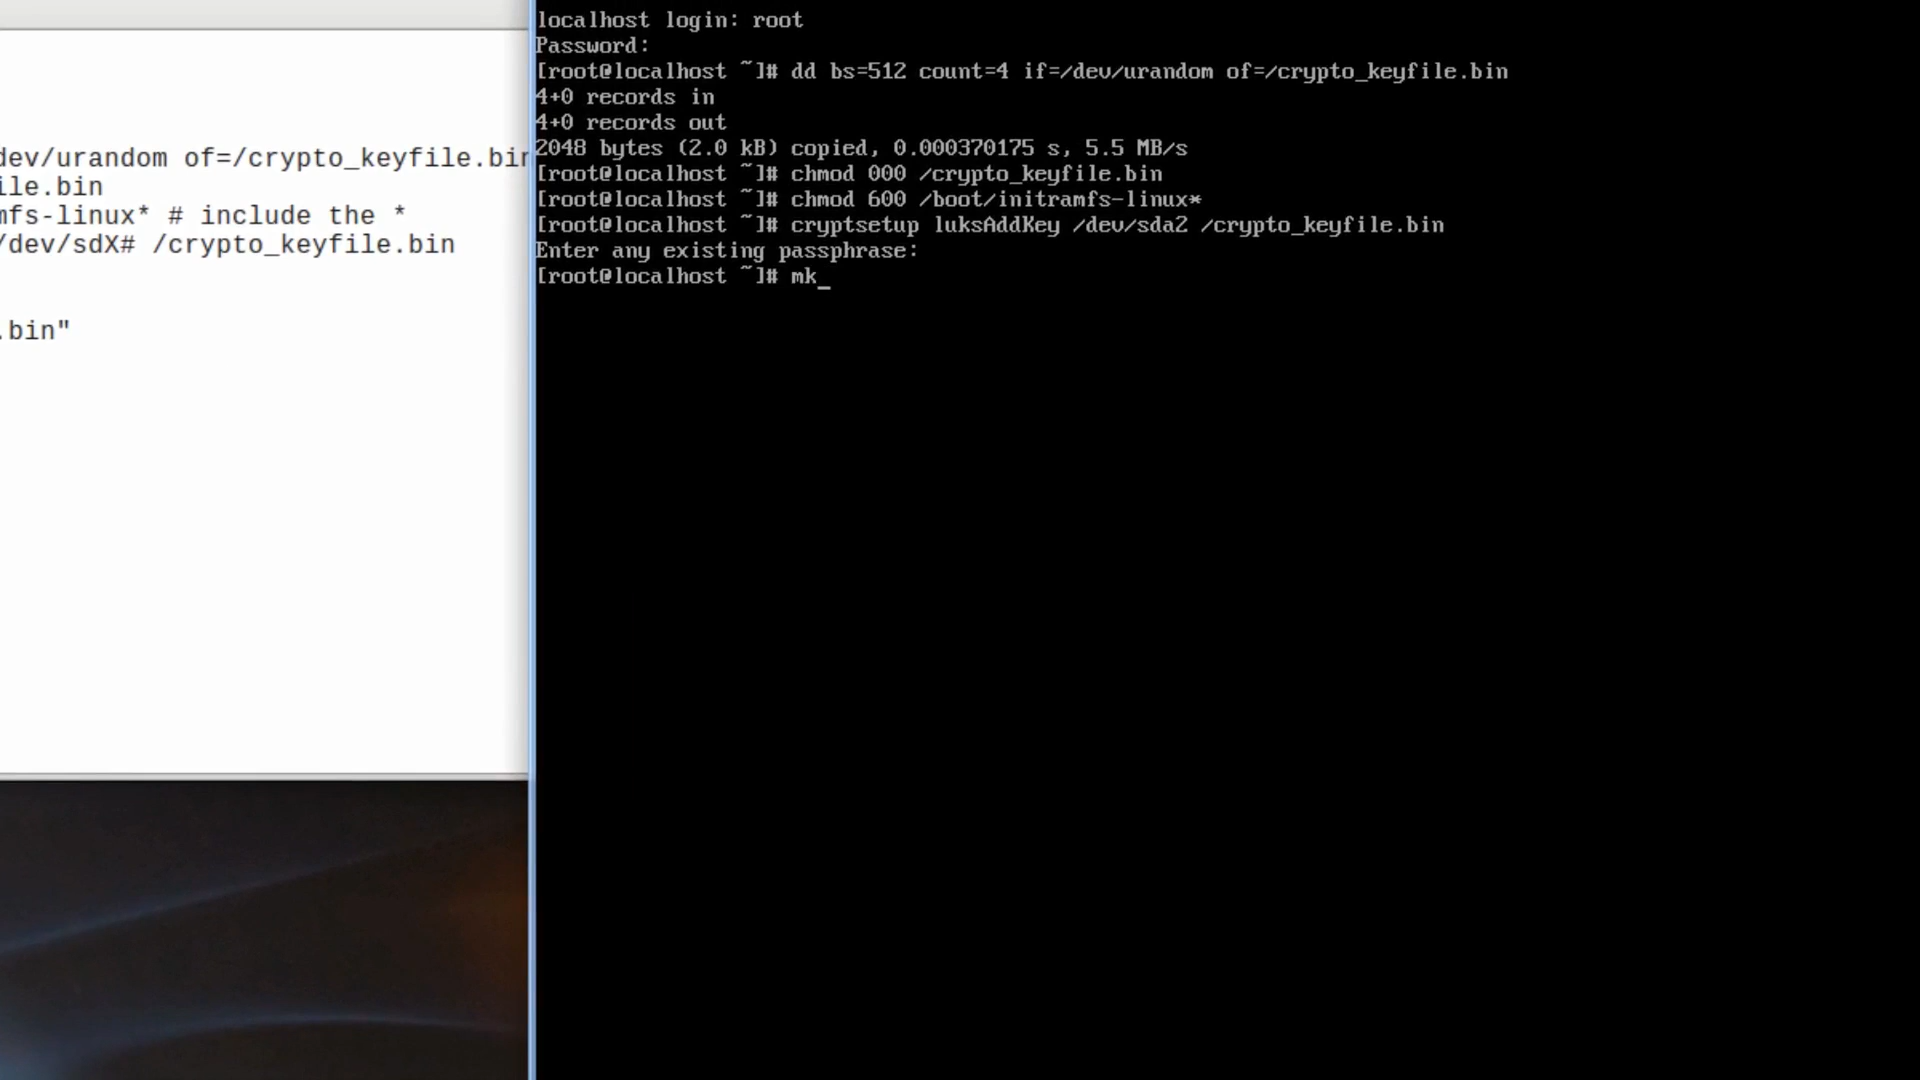 dev/urandom of=/crypto_keyfile.bin
ile.bin
mfs-linux* # include the *
/dev/sdX# /crypto_keyfile.bin
.bin"
localhost login: root
Password:
[root@localhost ~]# dd bs=512 count=4 if=/dev/urandom of=/crypto_keyfile.bin
4+0 records in
4+0 records out
2048 bytes (2.0 kB) copied, 0.000370175 s, 5.5 MB/s
[root@localhost ~]# chmod 000 /crypto_keyfile.bin
[root@localhost ~]# chmod 600 /boot/initramfs-linux*
[root@localhost ~]# cryptsetup luksAddKey /dev/sda2 /crypto_keyfile.bin
Enter any existing passphrase:
[root@localhost ~]# mk_